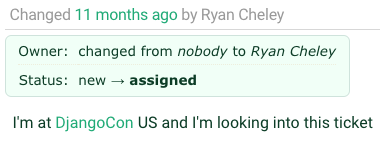 Changed 11 months ago by Ryan Cheley
Owner: changed from nobody to Ryan Cheley
Status: new → assigned
I'm at DjangoCon US and I'm looking into this ticket